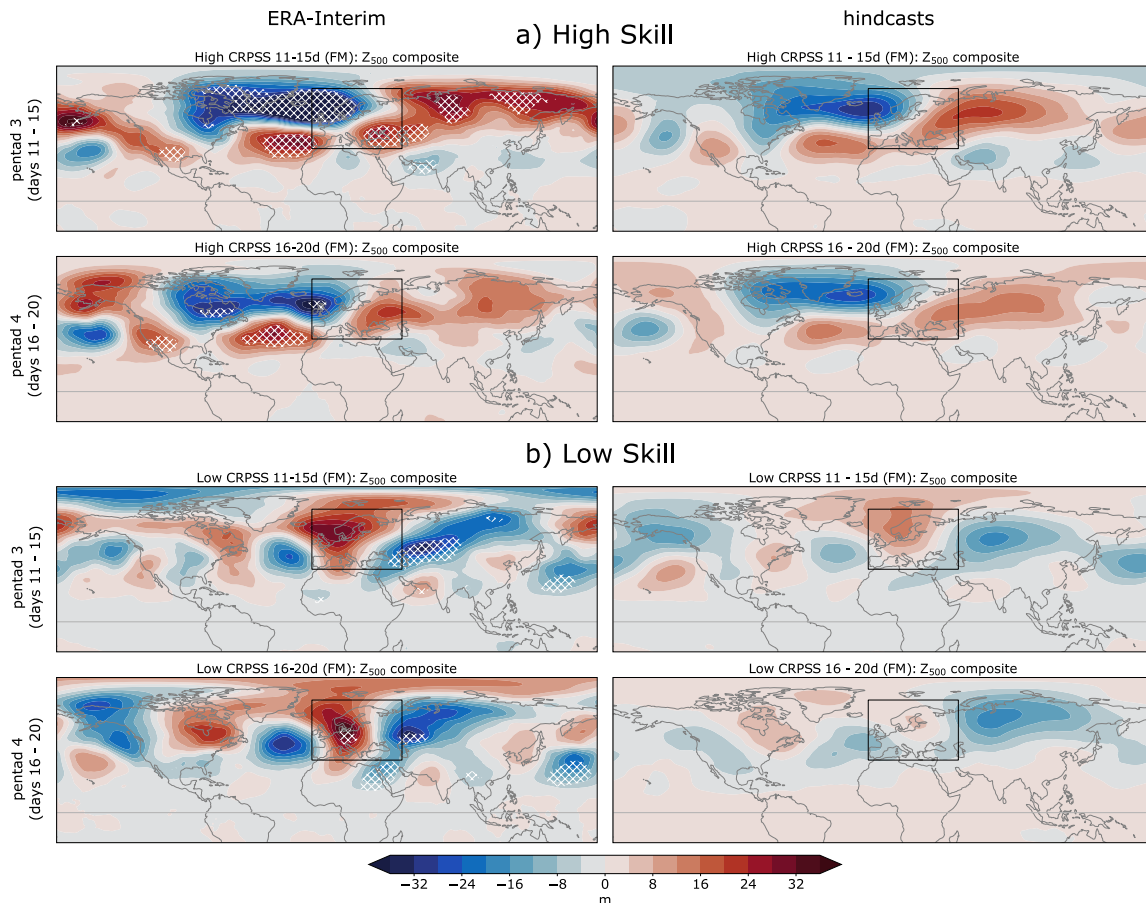 ERA-Interim
hindcasts
a) High Skill
High CRPSS 11-15d (FM): Z₅₀₀ composite
High CRPSS 11 - 15d (FM): Z₅₀₀ composite
pentad 3
(days 11 - 15)
High CRPSS 16-20d (FM): Z₅₀₀ composite
High CRPSS 16 - 20d (FM): Z₅₀₀ composite
pentad 4
(days 16 - 20)
b) Low Skill
Low CRPSS 11-15d (FM): Z₅₀₀ composite
Low CRPSS 11 - 15d (FM): Z₅₀₀ composite
pentad 3
(days 11 - 15)
Low CRPSS 16-20d (FM): Z₅₀₀ composite
Low CRPSS 16 - 20d (FM): Z₅₀₀ composite
pentad 4
(days 16 - 20)
−32 −24 −16 −8 0 8 16 24 32
m